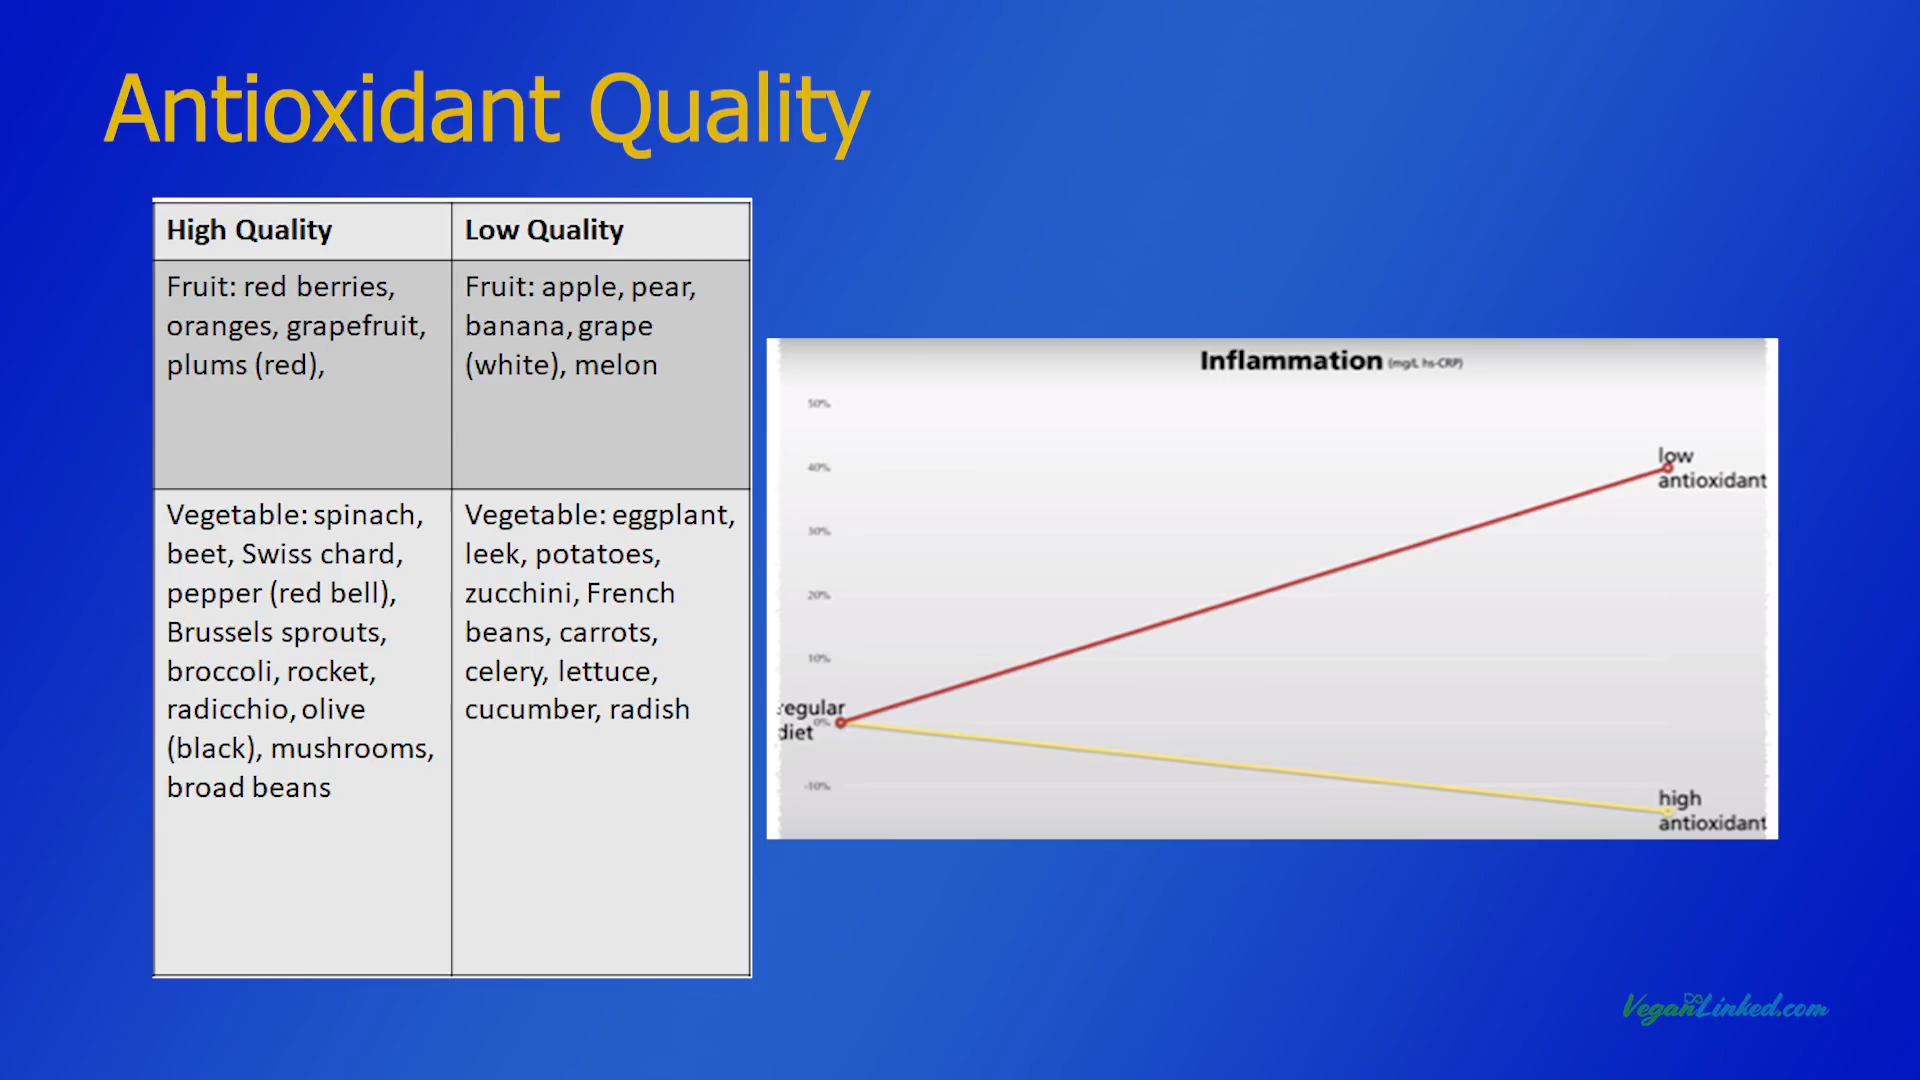 Antioxidant Quality
High Quality
Low Quality
Fruit: red berries,
oranges, grapefruit,
plums (red),
Fruit: apple, pear,
banana, grape
(white), melon
Vegetable: spinach,
beet, Swiss chard,
pepper (red bell),
Brussels sprouts,
broccoli, rocket,
radicchio, olive
(black), mushrooms,
broad beans
Vegetable: eggplant,
leek, potatoes,
zucchini, French
beans, carrots,
celery, lettuce,
cucumber, radish
Inflammation (mg/L hs-CRP)
50%
40%
30%
20%
10%
0%
-10%
regular
diet
low
antioxidant
high
antioxidant
VeganLinked.com